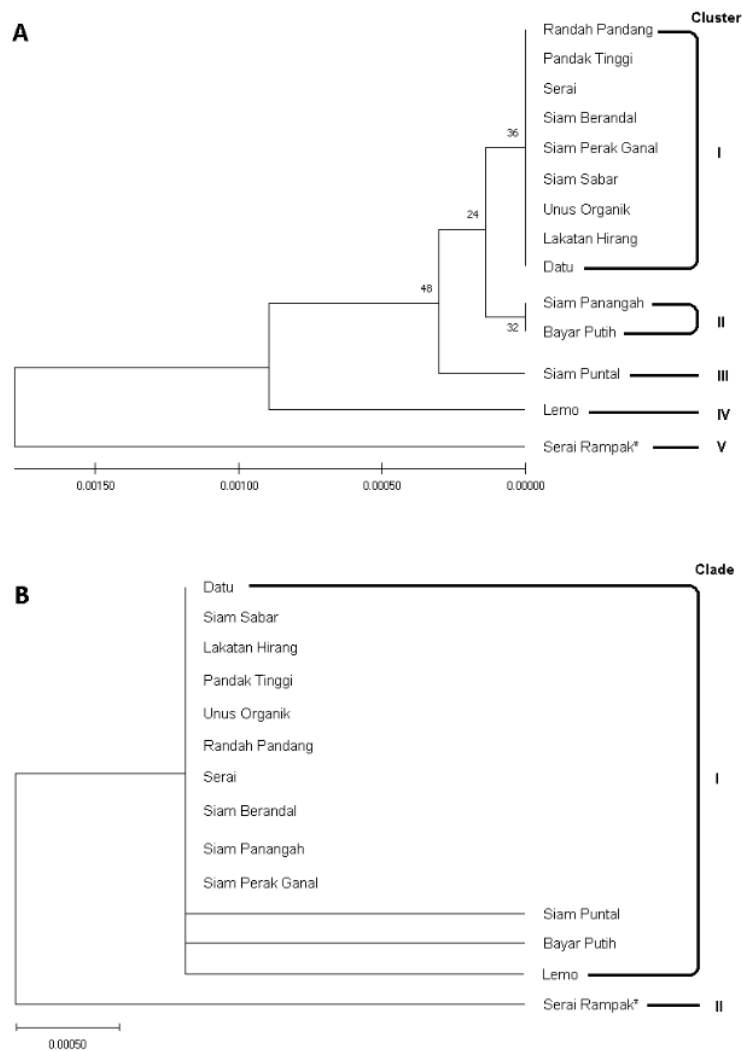 A
Cluster
Randah Pandang
Pandak Tinggi
Serai
Siam Berandal
36
Siam Perak Ganal
I
Siam Sabar
Unus Organik
24
Lakatan Hirang
Datu
48
Siam Panangah
II
32
Bayar Putih
Siam Puntal
III
Lemo
IV
Serai Rampak*
V
0.00150 0.00100 0.00050 0.00000
Clade
B
Datu
Siam Sabar
Lakatan Hirang
Pandak Tinggi
Unus Organik
Randah Pandang
Serai
I
Siam Berandal
Siam Panangah
Siam Perak Ganal
Siam Puntal
Bayar Putih
Lemo
Serai Rampak*
II
0.00050